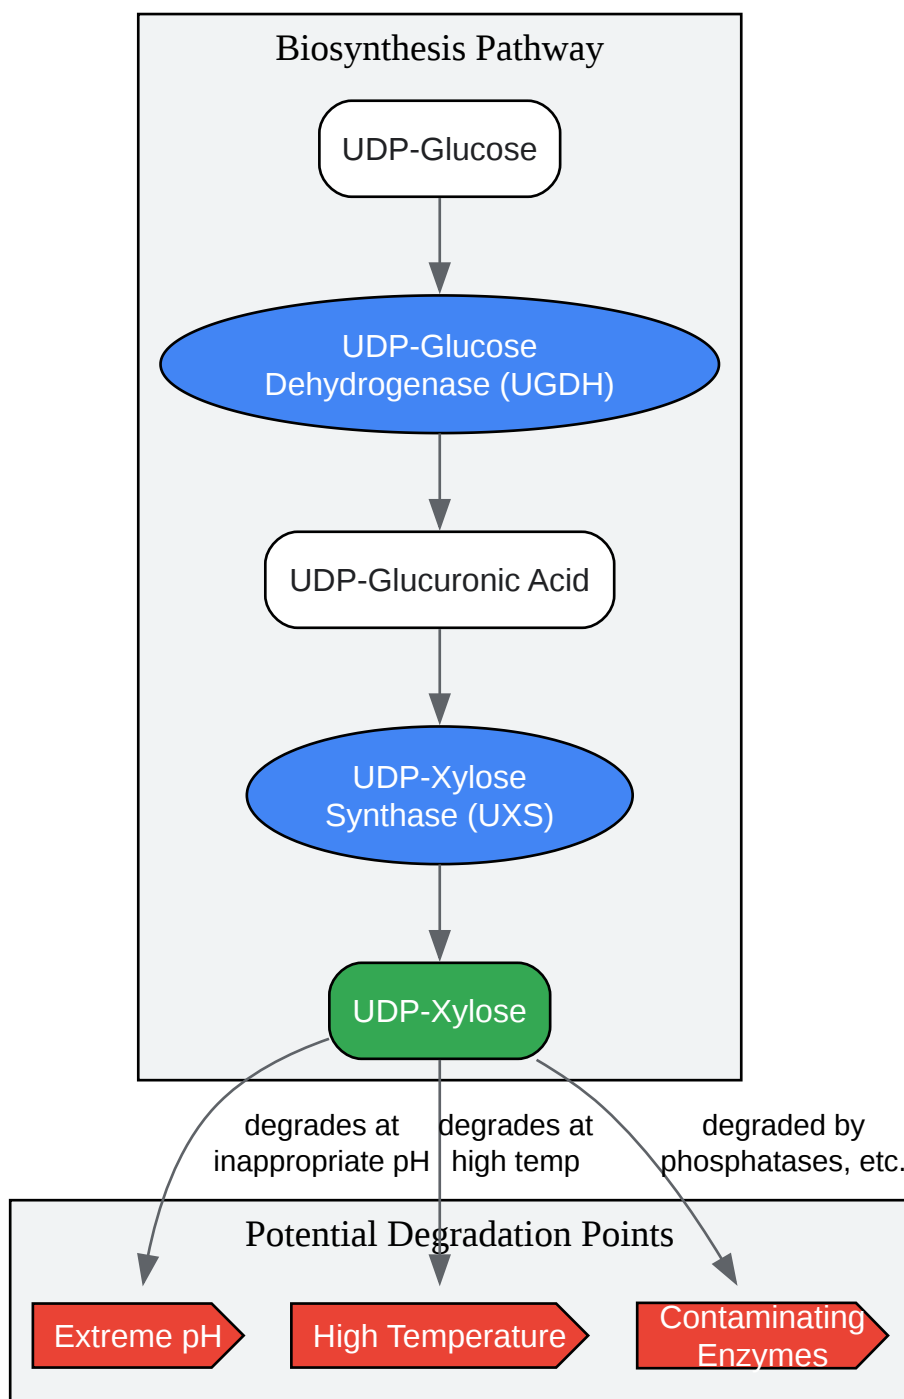 Biosynthesis Pathway
UDP-Glucose
UDP-Glucose
Dehydrogenase (UGDH)
UDP-Glucuronic Acid
UDP-Xylose
Synthase (UXS)
UDP-Xylose
degrades at
inappropriate pH
degrades at
high temp
degraded by
phosphatases, etc.
Potential Degradation Points
Extreme pH
High Temperature
Contaminating
Enzymes